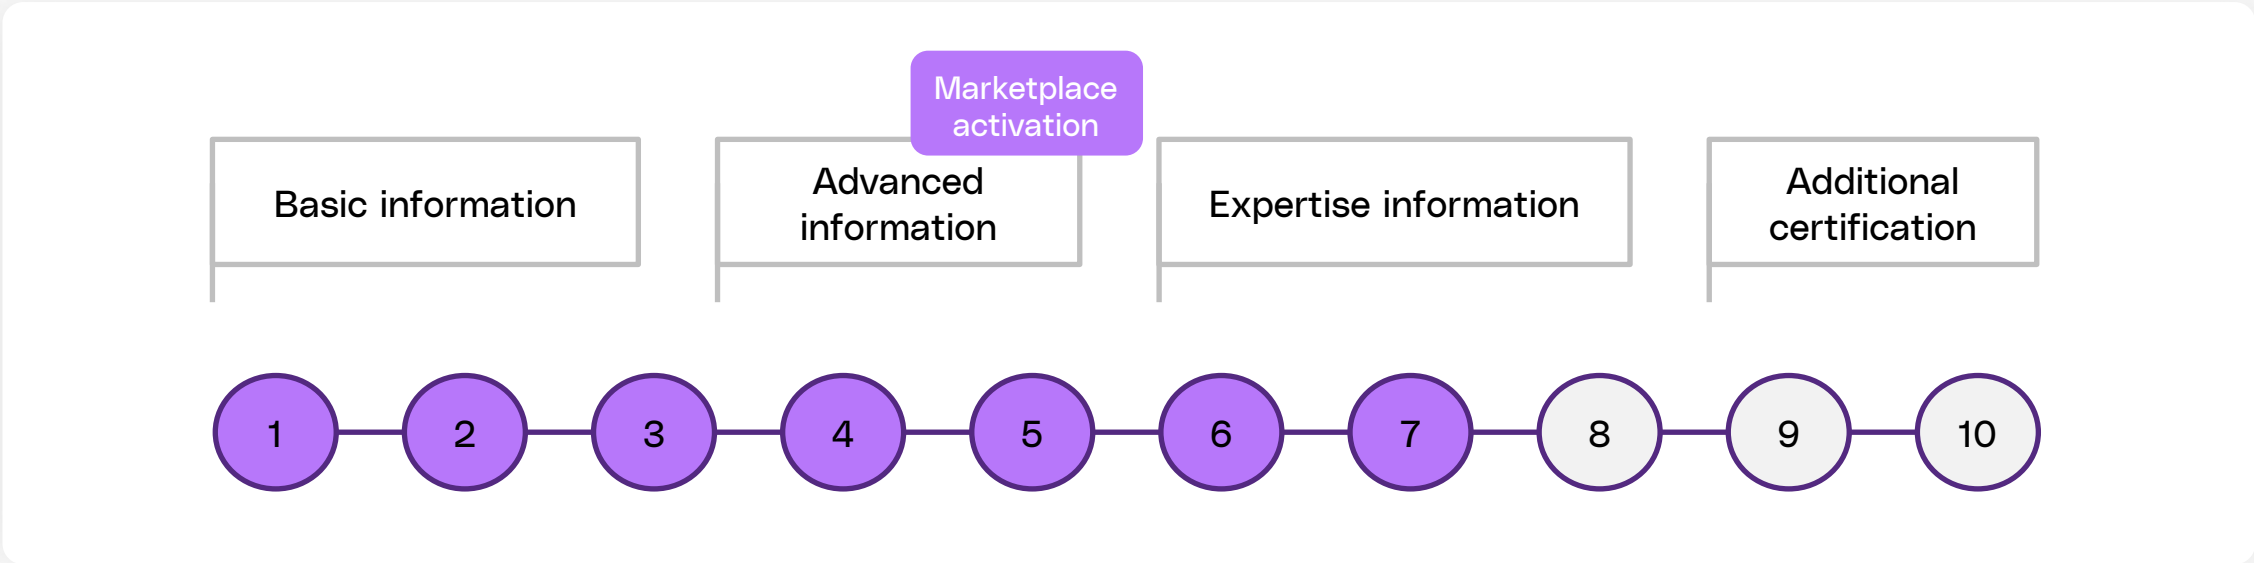 Marketplace
activation
Basic information
Advanced
information
Expertise information
Additional
certification
1 2 3 4 5 6 7 8 9 10